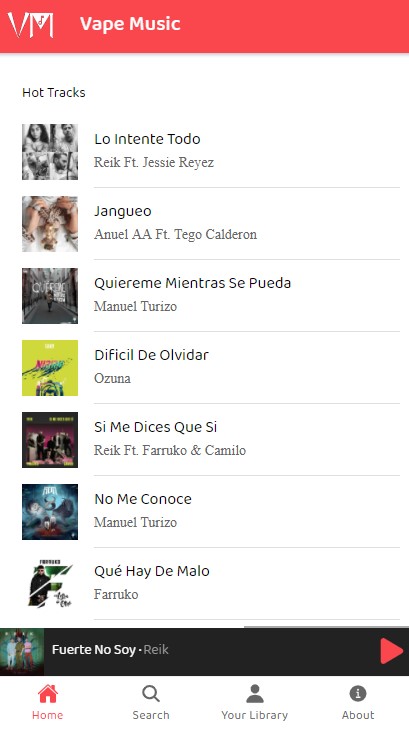 VM
Vape Music
Hot Tracks
Lo Intente Todo
Reik Ft. Jessie Reyez
Jangueo
Anuel AA Ft. Tego Calderon
Quiereme Mientras Se Pueda
Manuel Turizo
Dificil De Olvidar
Ozuna
Si Me Dices Que Si
Reik Ft. Farruko & Camilo
No Me Conoce
Manuel Turizo
FARRUKO
Qué Hay De Malo
Farruko
Fuerte No Soy • Reik
Home
Search
Your Library
About